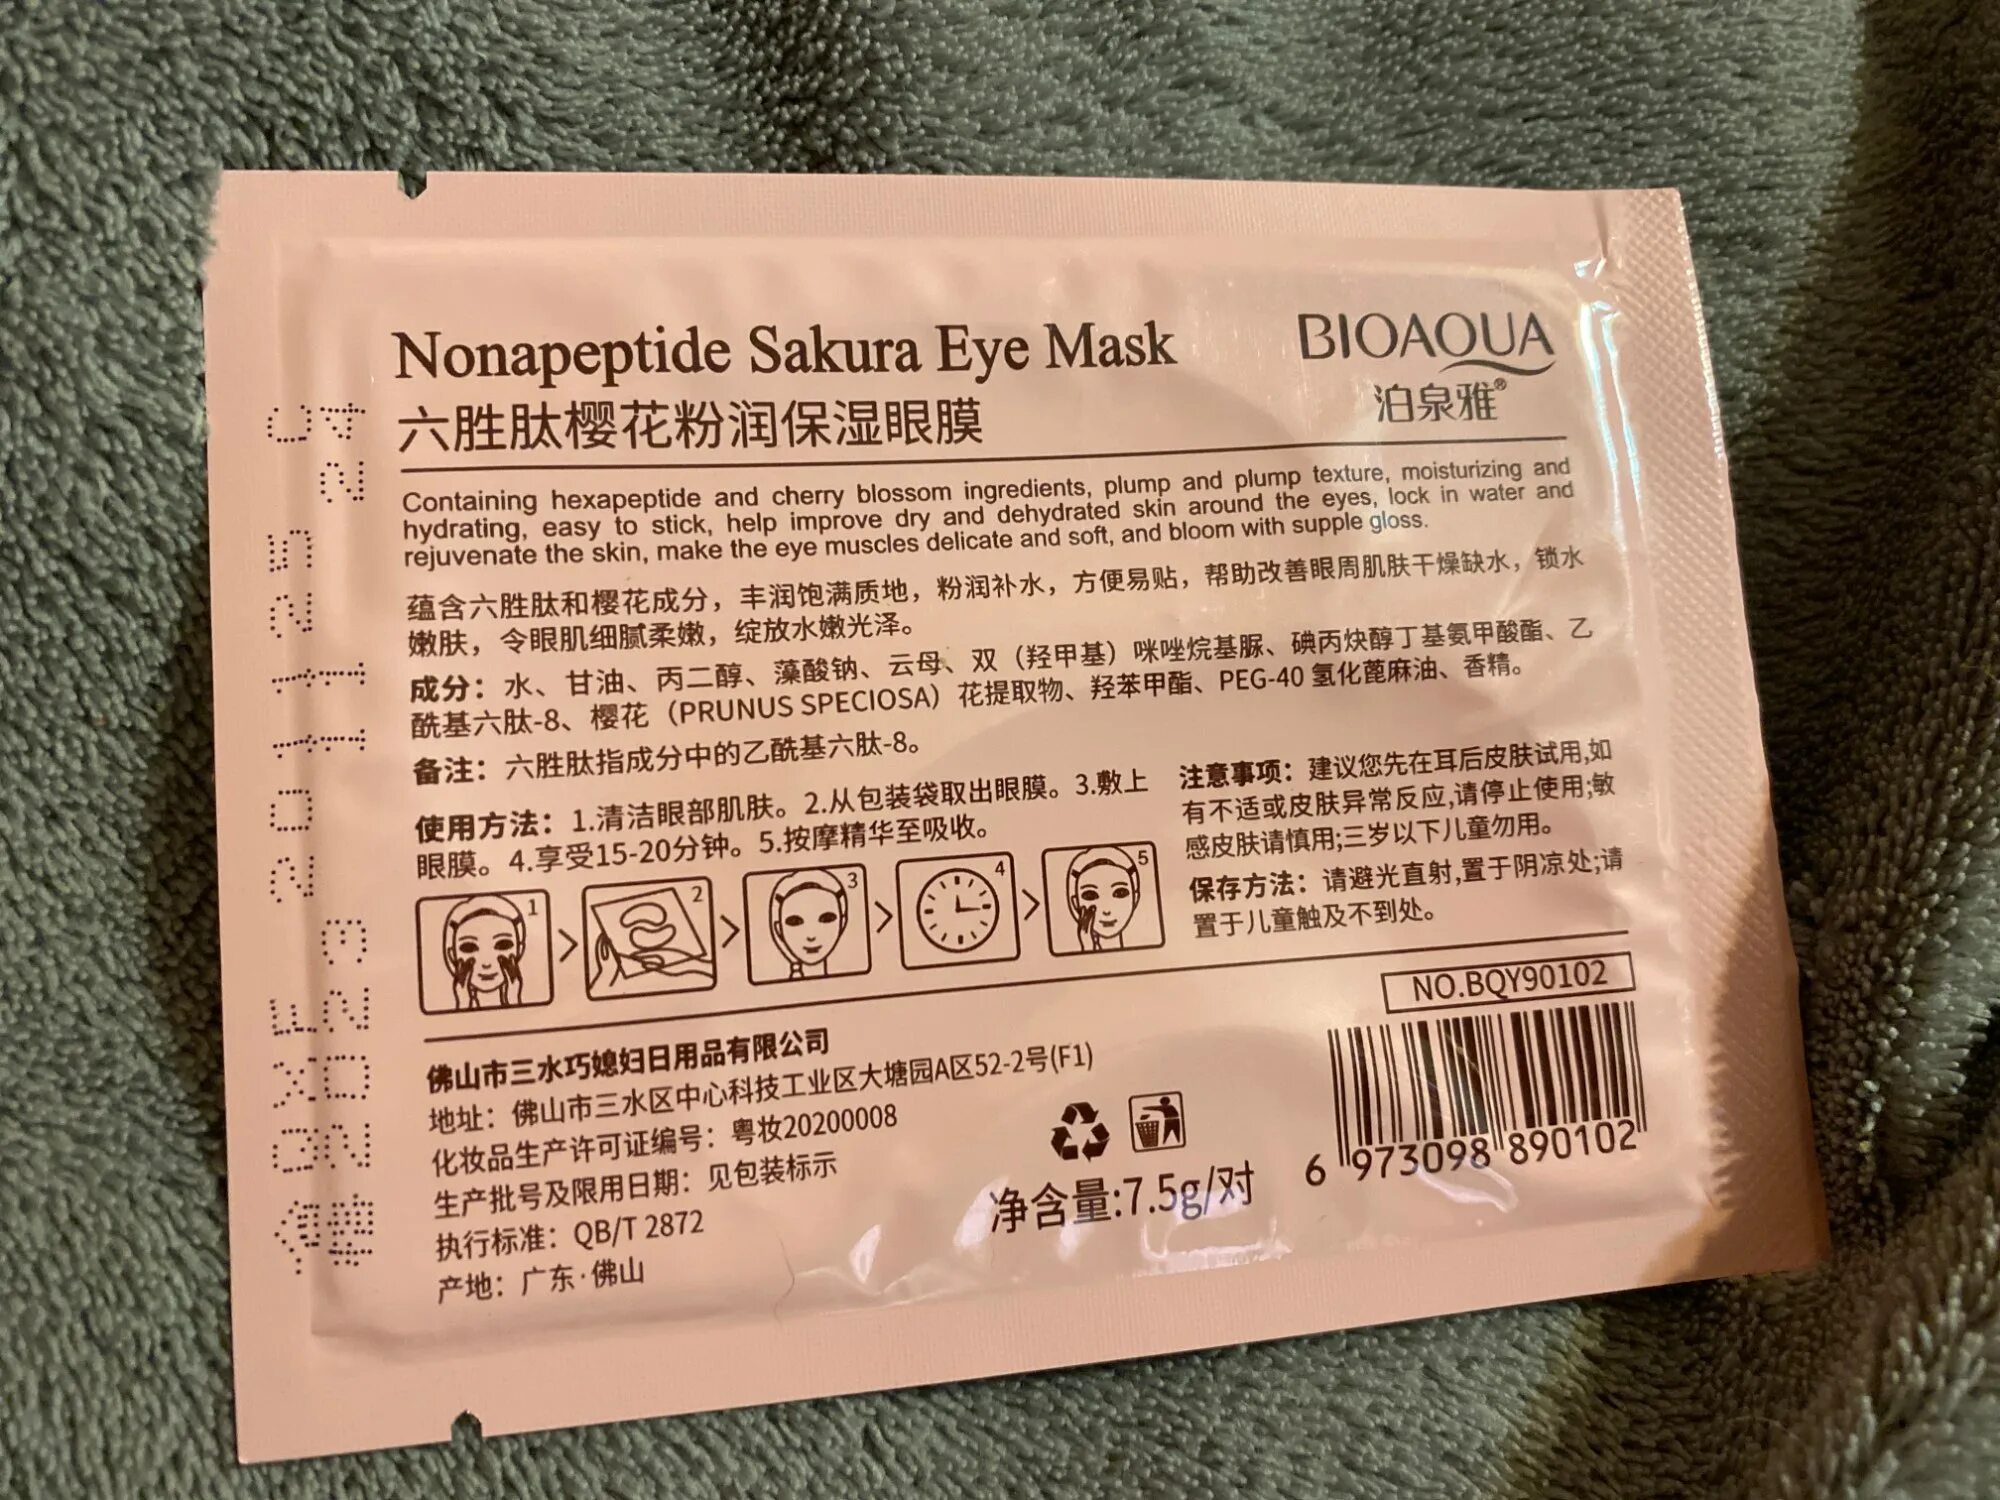 Nonapeptide Sakura Eye Mask
六胜肽樱花粉润保湿眼膜
BIOAQUA
泊泉雅®
Containing hexapeptide and cherry blossom ingredients, plump and plump texture, moisturizing and
hydrating, easy to stick, help improve dry and dehydrated skin around the eyes, lock in water and
rejuvenate the skin, make the eye muscles delicate and soft, and bloom with supple gloss.
蕴含六胜肽和樱花成分，丰润饱满质地，粉润补水，方便易贴，帮助改善眼周肌肤干燥缺水，锁水
嫩肤，令眼肌细腻柔嫩，绽放水嫩光泽。
成分：水、甘油、丙二醇、藻酸钠、云母、双（羟甲基）咪唑烷基脲、碘丙炔醇丁基氨甲酸酯、乙
酰基六肽-8、樱花（PRUNUS SPECIOSA）花提取物、羟苯甲酯、PEG-40 氢化蓖麻油、香精。
备注：六胜肽指成分中的乙酰基六肽-8。
使用方法：1.清洁眼部肌肤。2.从包装袋取出眼膜。3.敷上
眼膜。4.享受15-20分钟。5.按摩精华至吸收。
1
2
3
4
5
注意事项：建议您先在耳后皮肤试用,如
有不适或皮肤异常反应,请停止使用;敏
感皮肤请慎用;三岁以下儿童勿用。
保存方法：请避光直射,置于阴凉处;请
置于儿童触及不到处。
佛山市三水巧媳妇日用品有限公司
地址：佛山市三水区中心科技工业区大塘园A区52-2号(F1)
化妆品生产许可证编号：粤妆20200008
生产批号及限用日期：见包装标示
执行标准：QB/T 2872
产地：广东·佛山
净含量:7.5g/对
NO.BQY90102
6 973098 890102